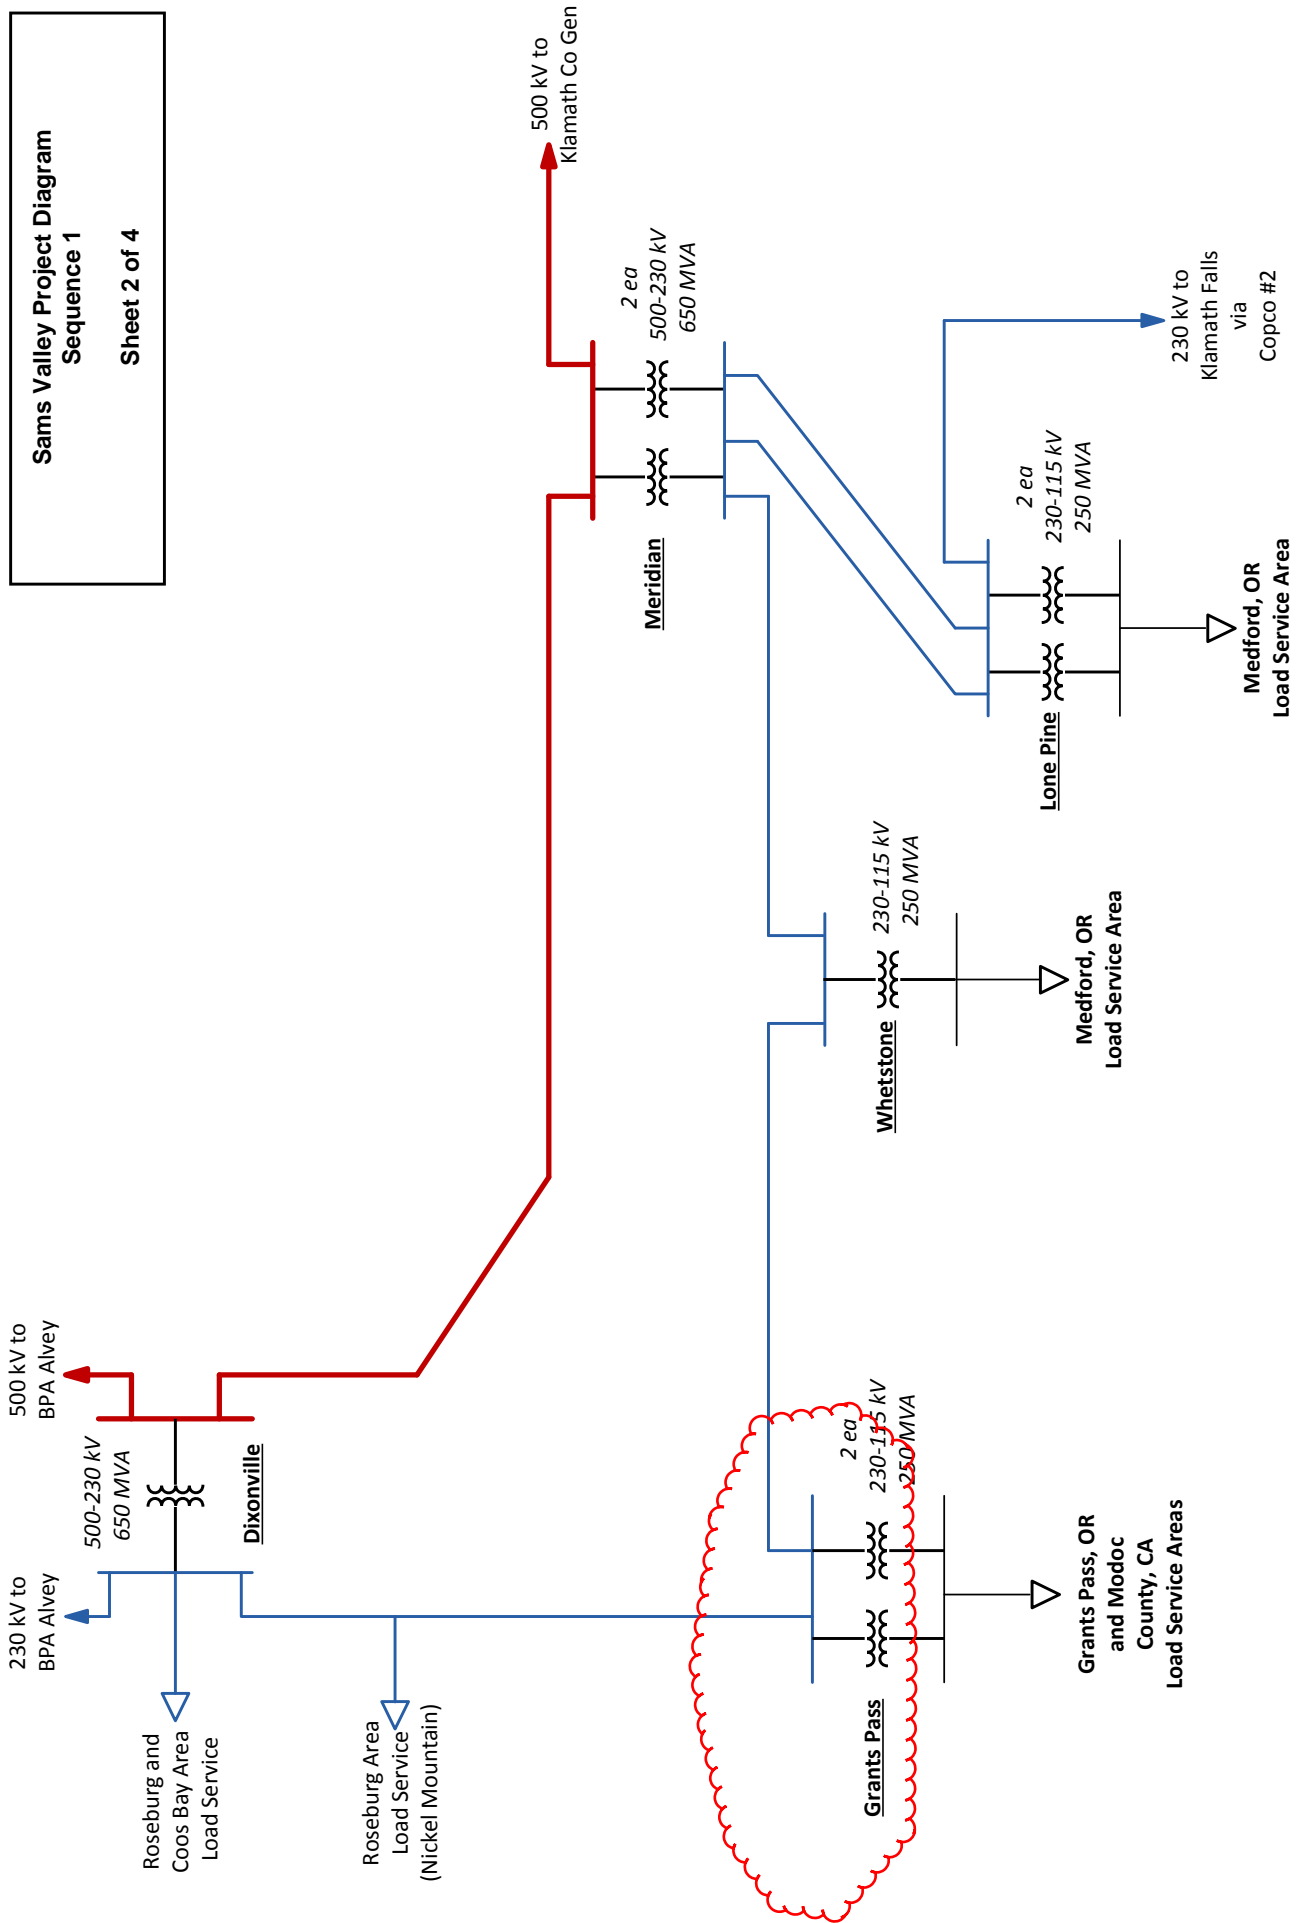 Sams Valley Project Diagram
Sequence 1
Sheet 2 of 4
230 kV to
BPA Alvey
500 kV to
BPA Alvey
500-230 kV
650 MVA
Dixonville
Roseburg and
Coos Bay Area
Load Service
Roseburg Area
Load Service
(Nickel Mountain)
500 kV to
Klamath Co Gen
2 ea
500-230 kV
650 MVA
Meridian
Grants Pass
2 ea
230-115 kV
250 MVA
Grants Pass, OR
and Modoc
County, CA
Load Service Areas
Whetstone
230-115 kV
250 MVA
Medford, OR
Load Service Area
Lone Pine
2 ea
230-115 kV
250 MVA
Medford, OR
Load Service Area
230 kV to
Klamath Falls
via
Copco #2